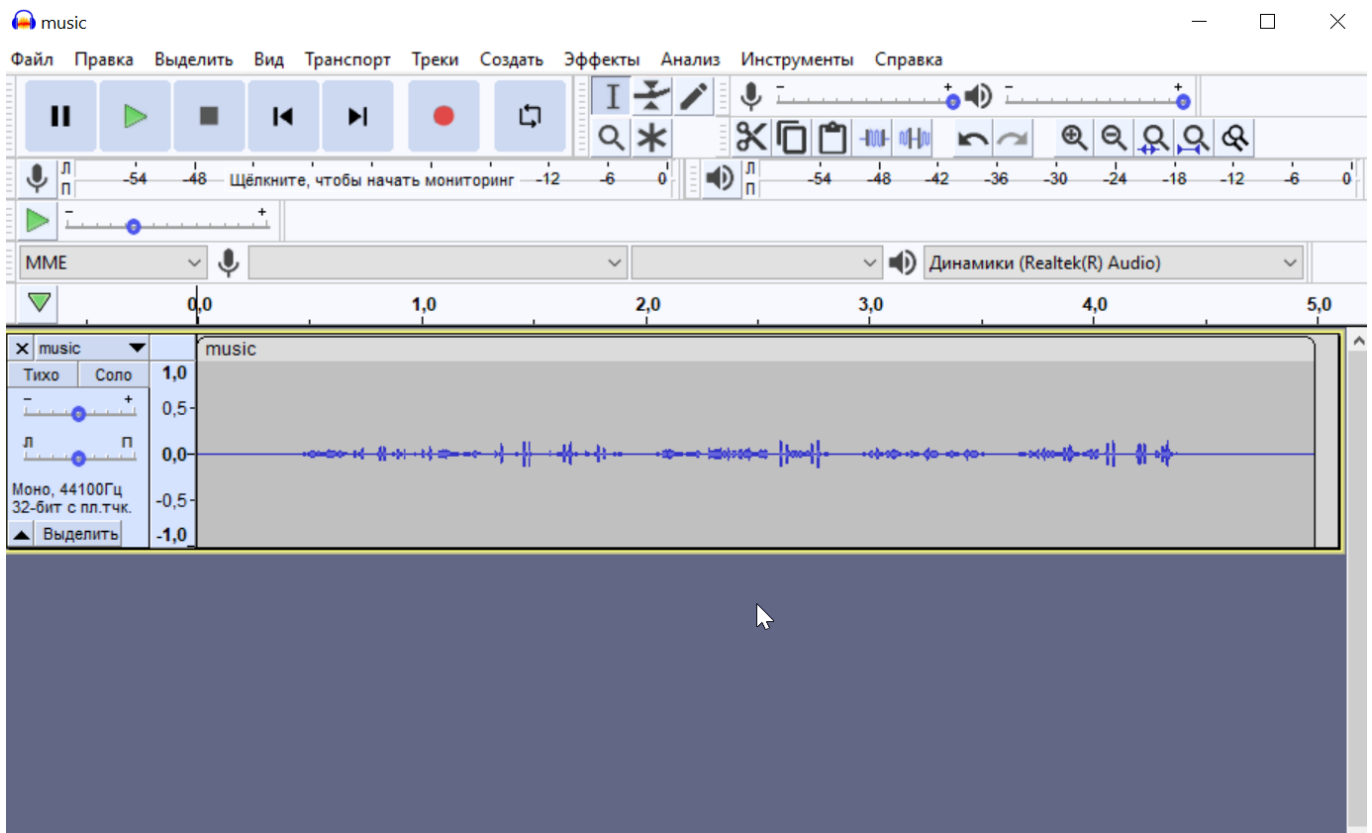 music
Файл Правка Выделить Вид Транспорт Треки Создать Эффекты Анализ Инструменты Справка
- + - +
Л П -54 -48 Щёлкните, чтобы начать мониторинг -12 -6 0 Л П -54 -48 -42 -36 -30 -24 -18 -12 -6 0
- +
MME Динамики (Realtek(R) Audio)
0,0 1,0 2,0 3,0 4,0 5,0
music music
Тихо Соло 1,0
- + 0,5
Л П 0,0
Моно, 44100Гц -0,5
32-бит с пл.тчк.
Выделить -1,0